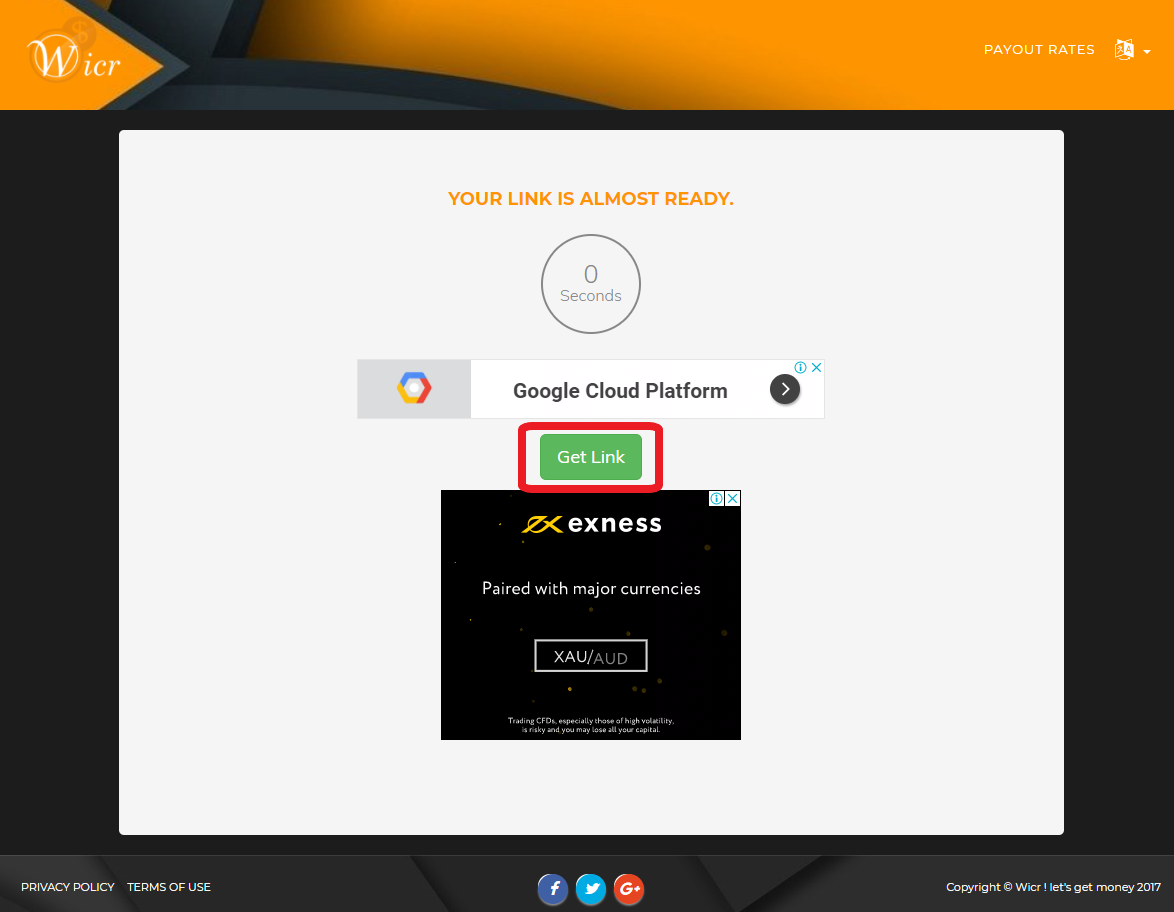 Wicr
PAYOUT RATES
YOUR LINK IS ALMOST READY.
0
Seconds
Google Cloud Platform
Get Link
exness
Paired with major currencies
XAU/AUD
Trading CFDs, especially those of high volatility,
is risky and you may lose all your capital.
PRIVACY POLICY TERMS OF USE
Copyright © Wicr ! let's get money 2017